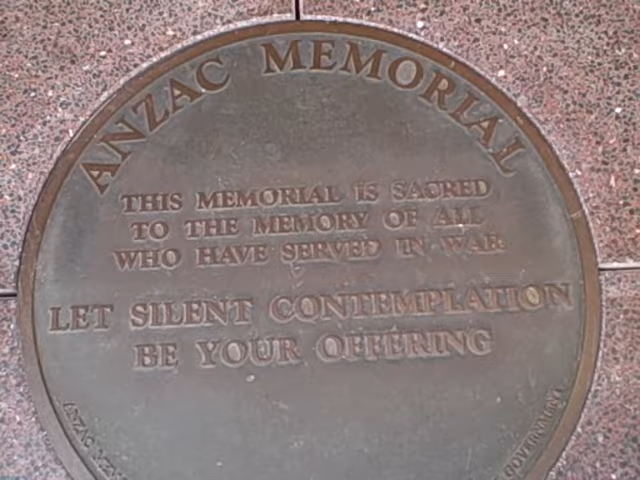 ANZAC MEMORIAL
THIS MEMORIAL IS SACRED
TO THE MEMORY OF ALL
WHO HAVE SERVED IN WAR
LET SILENT CONTEMPLATION
BE YOUR OFFERING